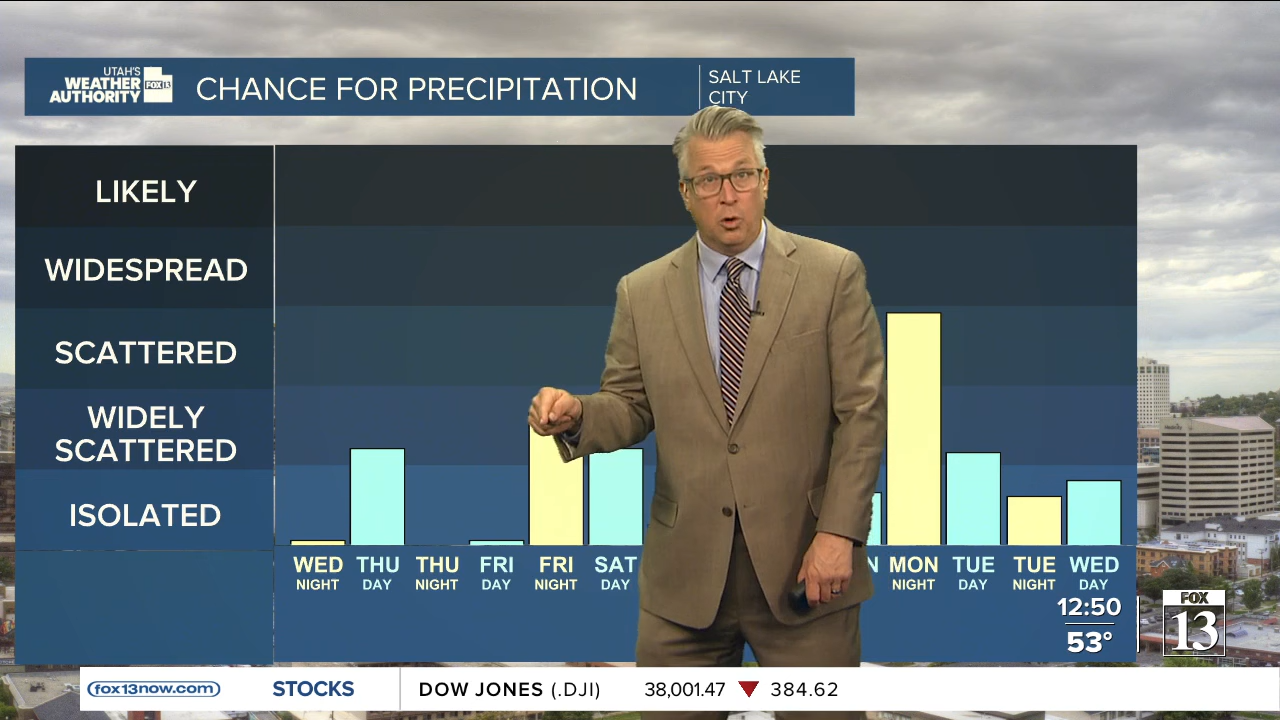 UTAH'S
WEATHER
AUTHORITY
FOX 13
CHANCE FOR PRECIPITATION
SALT LAKE
CITY
LIKELY
WIDESPREAD
SCATTERED
WIDELY
SCATTERED
ISOLATED
WED THU THU FRI FRI SAT N MON TUE TUE WED
NIGHT DAY NIGHT DAY NIGHT DAY NIGHT DAY NIGHT DAY
12:50
53°
FOX
13
fox13now.com STOCKS DOW JONES (.DJI) 38,001.47 ▼ 384.62